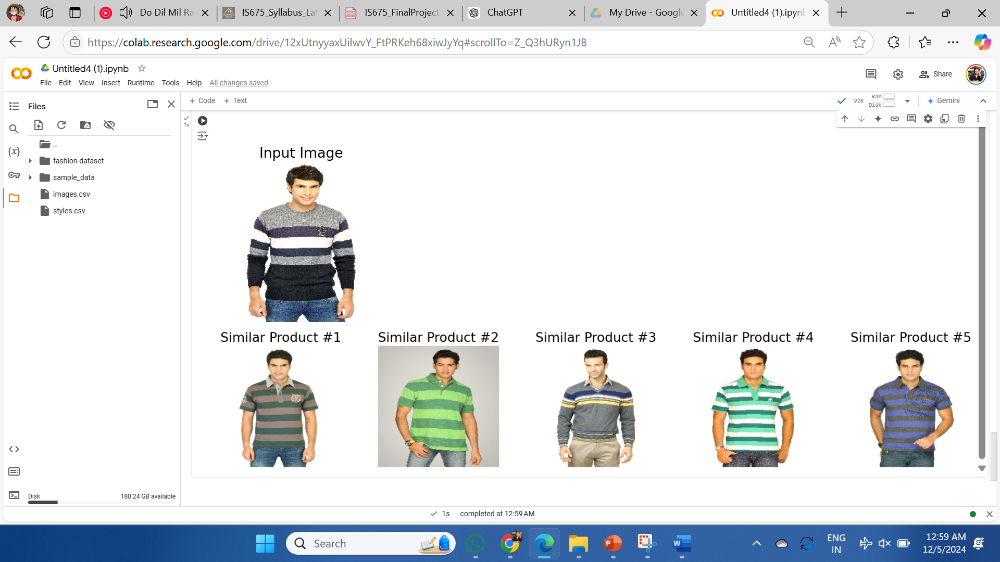 Do Dil Mil Ra
IS675_Syllabus_Lat
PDF
IS675_FinalProject_
ChatGPT
My Drive - Google
Untitled4 (1).ipynb
https://colab.research.google.com/drive/12xUtnyyaxUilwvY_FtPRKeh68xiwJyYq#scrollTo=Z_Q3hURyn1JB
Untitled4 (1).ipynb
Share
File Edit View Insert Runtime Tools Help All changes saved
Files
+ Code + Text
V28
RAM
Disk
Gemini
1s
..
fashion-dataset
sample_data
images.csv
styles.csv
{x}
Input Image
Similar Product #1 Similar Product #2 Similar Product #3 Similar Product #4 Similar Product #5
Disk 180.24 GB available
1s completed at 12:59 AM
Search
P
W
ENG
IN
12:59 AM
12/5/2024